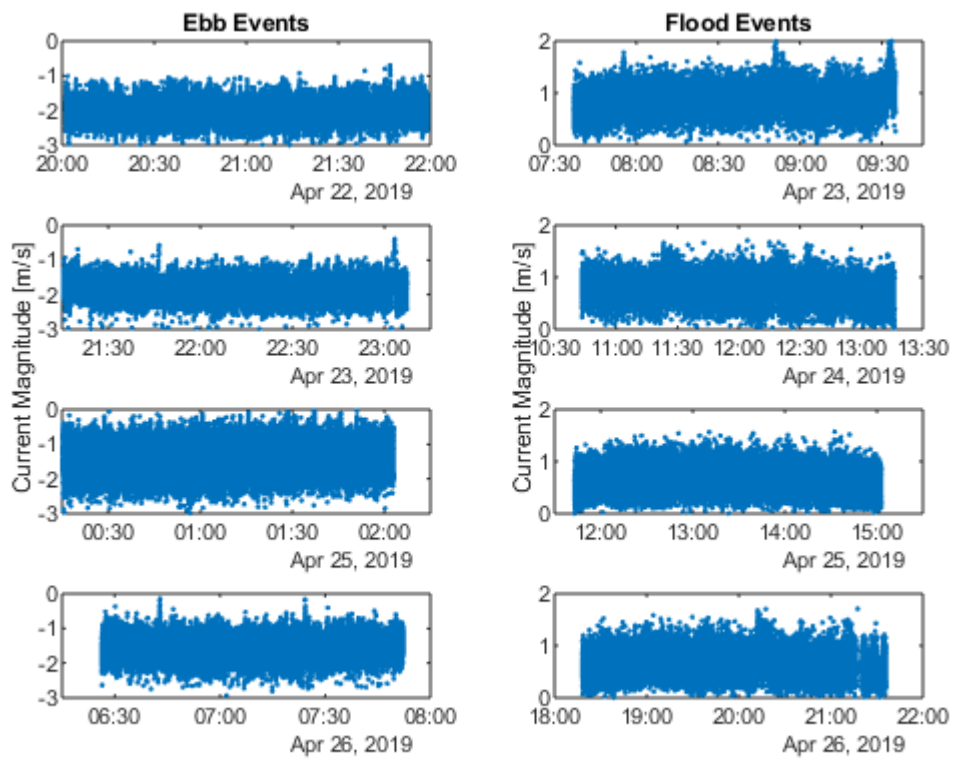 Ebb Events
Flood Events
0
-1
-2
-3
20:00 20:30 21:00 21:30 22:00
Apr 22, 2019
2
1
0
07:30 08:00 08:30 09:00 09:30
Apr 23, 2019
Current Magnitude [m/s]
0
-1
-2
-3
21:30 22:00 22:30 23:00
Apr 23, 2019
Current Magnitude [m/s]
2
1
0
10:30 11:00 11:30 12:00 12:30 13:00 13:30
Apr 24, 2019
0
-1
-2
-3
00:30 01:00 01:30 02:00
Apr 25, 2019
2
1
0
12:00 13:00 14:00 15:00
Apr 25, 2019
0
-1
-2
-3
06:30 07:00 07:30 08:00
Apr 26, 2019
2
1
0
18:00 19:00 20:00 21:00 22:00
Apr 26, 2019